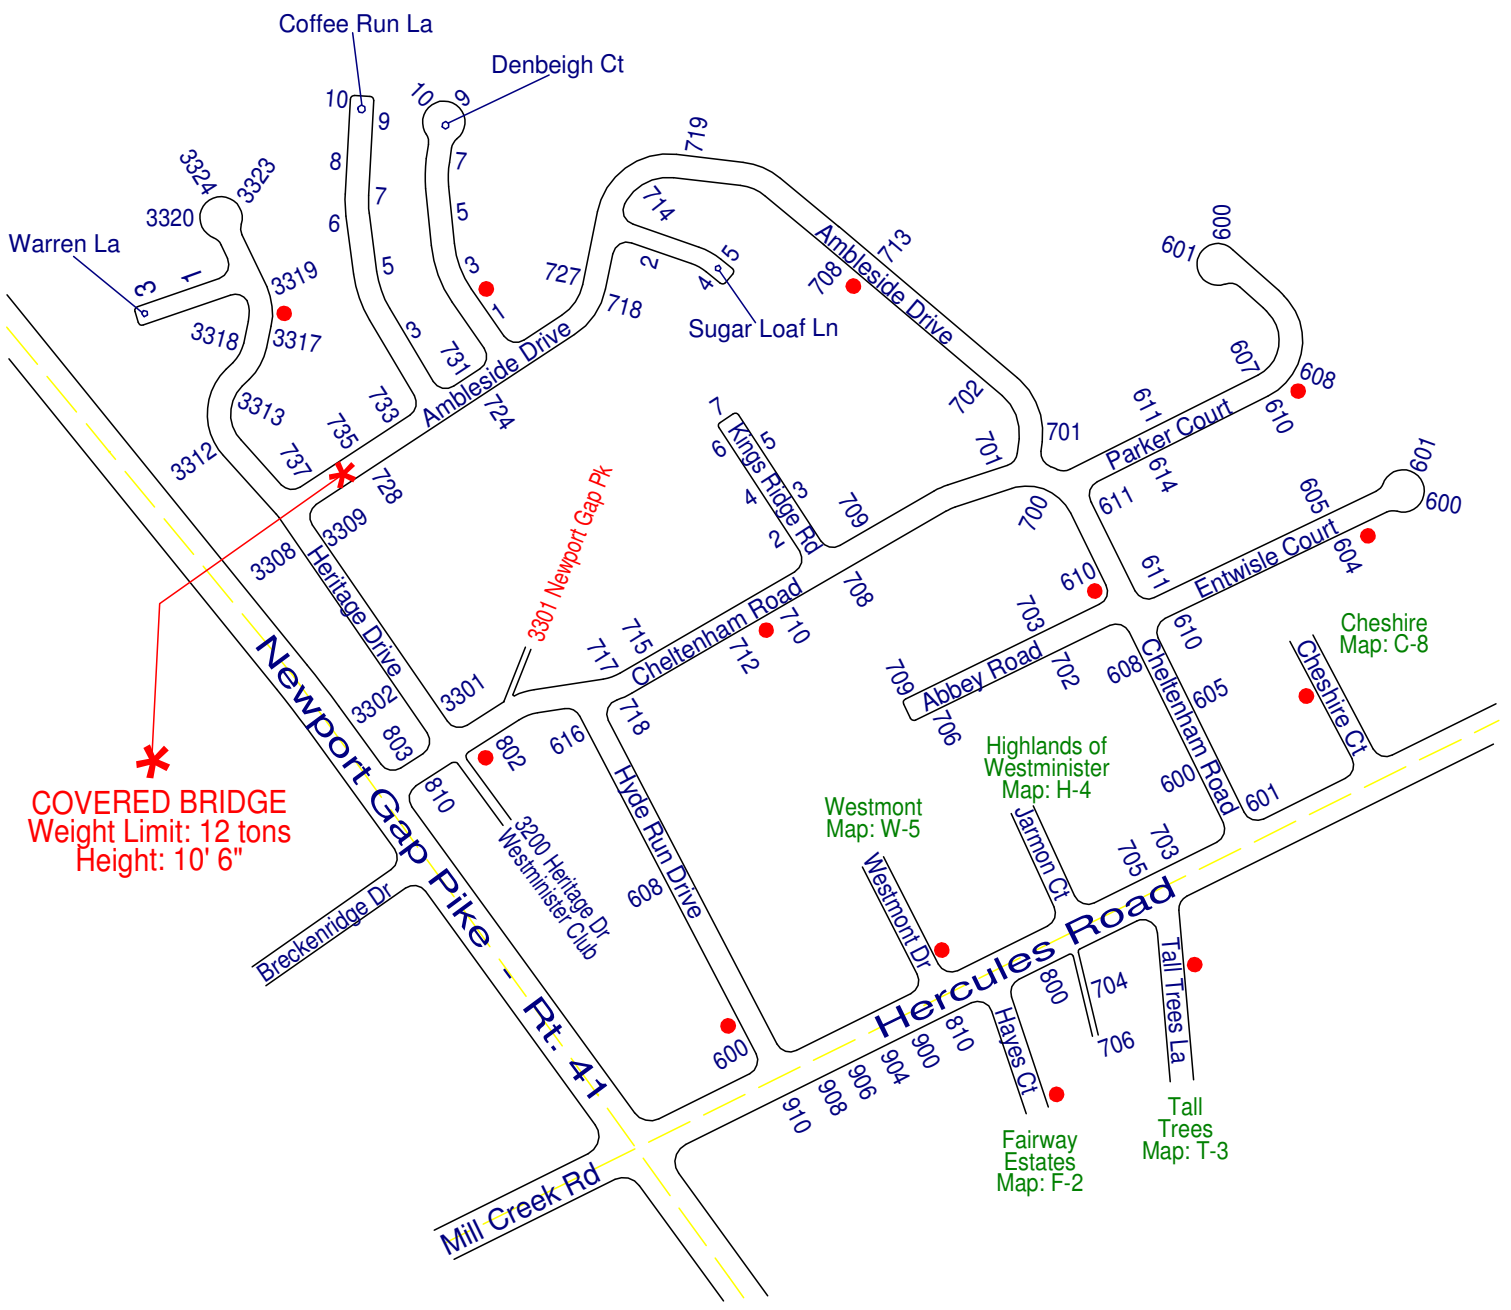 Coffee Run La
Denbeigh Ct
10
9
8
7
6
5
3
10
9
7
5
3
1
719
714
3324
3323
3320
Warren La
1
3
3319
3318
3317
3313
3312
727
718
2
5
4
Sugar Loaf Ln
Ambleside Drive
713
708
600
601
607
608
610
611
Parker Court
614
611
702
701
701
700
731
Ambleside Drive
724
733
735
737
728
3309
3308
Heritage Drive
3302
803
3301
3301 Newport Gap Pk
7
6
5
4
3
2
Kings Ridge Rd
709
708
710
712
715
717
Cheltenham Road
718
601
600
605
604
Entwisle Court
611
610
610
703
Abbey Road
702
709
706
608
605
Cheltenham Road
600
601
Cheshire
Map: C-8
Cheshire Ct
Highlands of
Westminister
Map: H-4
Jarmon Ct
705
703
Westmont
Map: W-5
Westmont Dr
COVERED BRIDGE
Weight Limit: 12 tons
Height: 10' 6"
Newport Gap Pike - Rt. 41
810
802
616
3200 Heritage Dr
Westminister Club
Hyde Run Drive
608
600
Breckenridge Dr
Hercules Road
910
908
906
904
900
810
800
704
706
Hayes Ct
Tall Trees La
Fairway
Estates
Map: F-2
Tall
Trees
Map: T-3
Mill Creek Rd